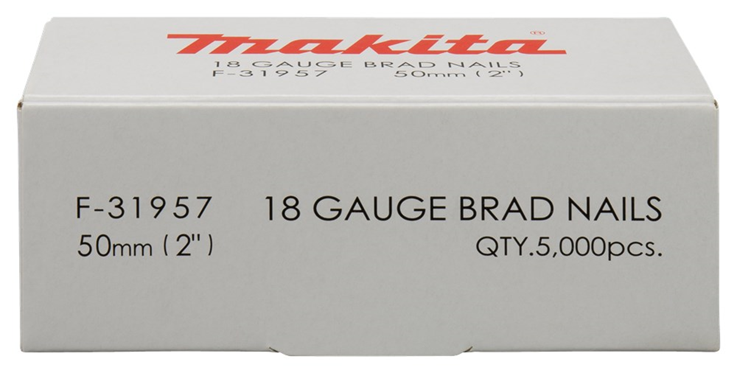 makita®
18 GAUGE BRAD NAILS
F-31957 50mm (2")
F-31957 18 GAUGE BRAD NAILS
50mm (2") QTY.5,000pcs.